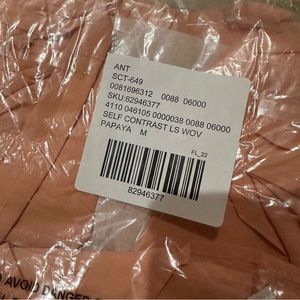 ANT
SCT-649
0081696312 0088 06000
SKU:82946377
4110 046105 0000038 0088 06000
SELF CONTRAST LS WOV
PAPAYA M
FL_22
82946377
AVOID DANGER